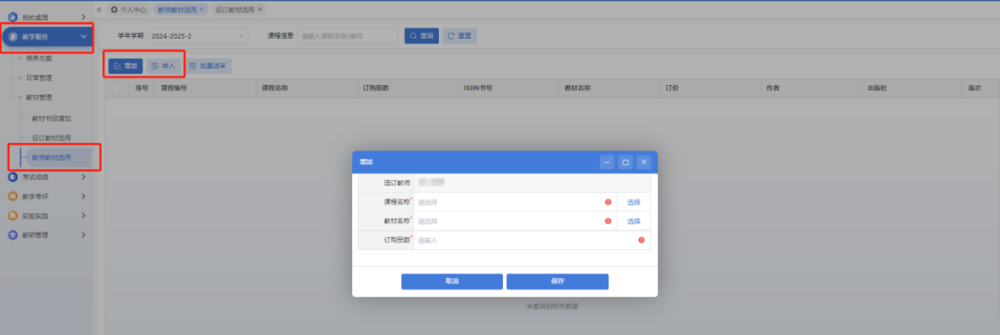 我的桌面
个人中心 教师教材选用 × 征订教材选用 ×
教学服务
学年学期 2024-2025-2 课程信息 请输入课程名称/编号 查询 重置
培养方案
增加 转入 批量送审
日常管理
序号 课程编号 课程名称 订购册数 ISBN书号 教材名称 订价 作者 出版社 版次
教材管理
教材书目增加
征订教材选用
教师教材选用
考试成绩
教学考评
实验实践
教研管理
增加
选订教师
课程名称* 请选择 选择
教材名称* 请选择 选择
订购册数* 请输入
取消 保存
未查询到相关数据